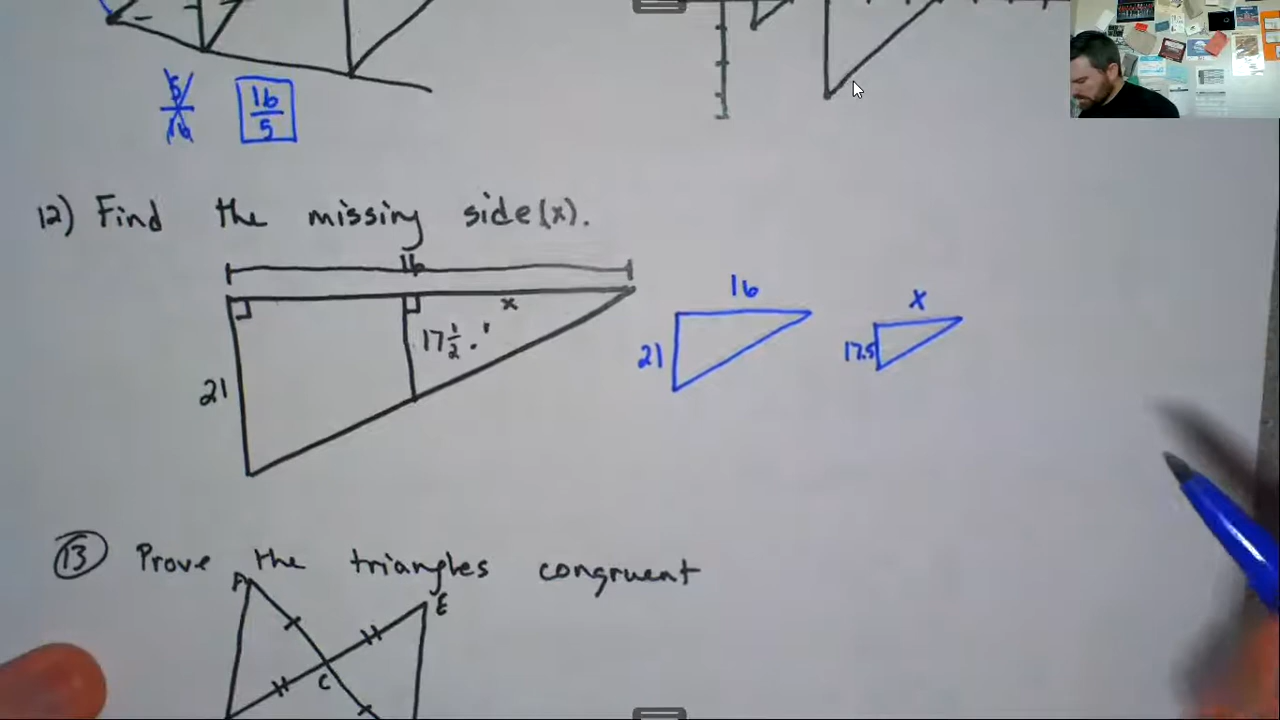 5/16
16/5
12) Find the missing side (x).
16
x
17 1/2
21
16
21
x
17.5
13 Prove the triangles congruent
A
E
C